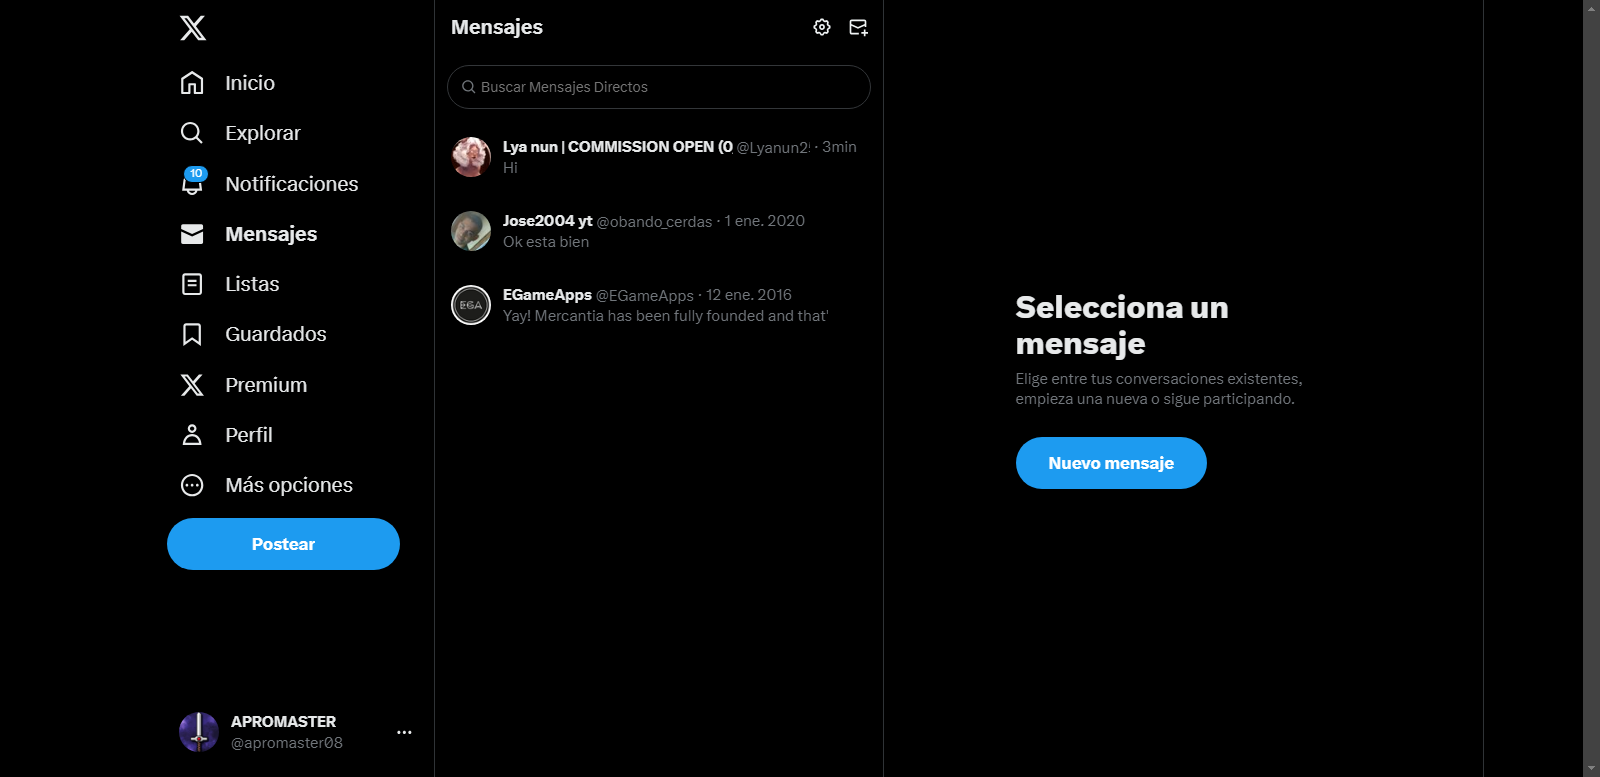 Inicio
Explorar
10
Notificaciones
Mensajes
Listas
Guardados
Premium
Perfil
Más opciones
Postear
APROMASTER
@apromaster08
Mensajes
Buscar Mensajes Directos
Lya nun | COMMISSION OPEN (0 @Lyanun2 · 3min
Hi
Jose2004 yt @obando_cerdas · 1 ene. 2020
Ok esta bien
EGA
EGameApps @EGameApps · 12 ene. 2016
Yay! Mercantia has been fully founded and that'
Selecciona un
mensaje
Elige entre tus conversaciones existentes,
empieza una nueva o sigue participando.
Nuevo mensaje